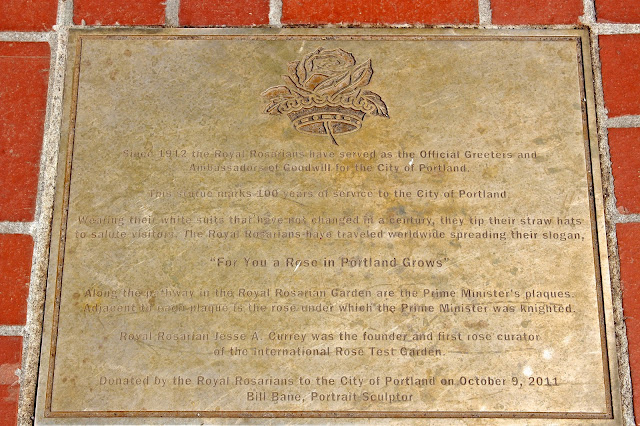 Since 1912 the Royal Rosarians have served as the Official Greeters and
Ambassadors of Goodwill for the City of Portland.
This statue marks 100 years of service to the City of Portland.
Wearing their white suits that have not changed in a century, they tip their straw hats
to salute visitors. The Royal Rosarians have traveled worldwide spreading their slogan,
"For You a Rose in Portland Grows"
Along the pathway in the Royal Rosarian Garden are the Prime Minister's plaques.
Adjacent to each plaque is the rose under which the Prime Minister was knighted.
Royal Rosarian Jesse A. Currey was the founder and first rose curator
of the International Rose Test Garden.
Donated by the Royal Rosarians to the City of Portland on October 9, 2011
Bill Bane, Portrait Sculptor